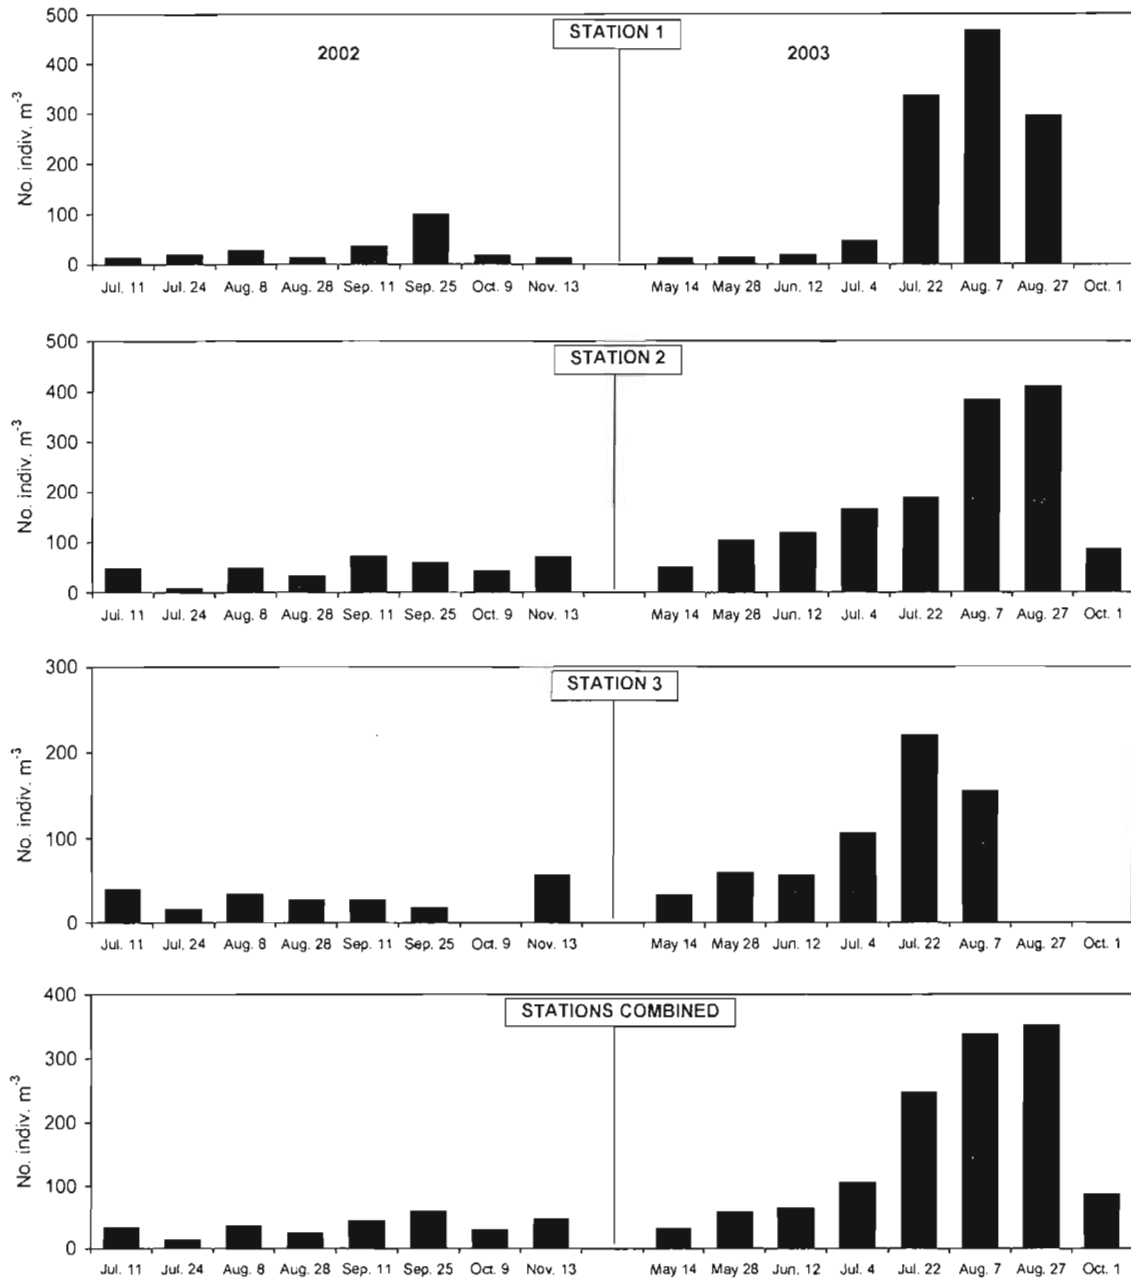 500
400
300
200
100
0
No. indiv. m-3
STATION 1
2002
2003
Jul. 11 Jul. 24 Aug. 8 Aug. 28 Sep. 11 Sep. 25 Oct. 9 Nov. 13 May 14 May 28 Jun. 12 Jul. 4 Jul. 22 Aug. 7 Aug. 27 Oct. 1
500
400
300
200
100
0
No. indiv. m-3
STATION 2
Jul. 11 Jul. 24 Aug. 8 Aug. 28 Sep. 11 Sep. 25 Oct. 9 Nov. 13 May 14 May 28 Jun. 12 Jul. 4 Jul. 22 Aug. 7 Aug. 27 Oct. 1
300
200
100
0
No. indiv. m-3
STATION 3
Jul. 11 Jul. 24 Aug. 8 Aug. 28 Sep. 11 Sep. 25 Oct. 9 Nov. 13 May 14 May 28 Jun. 12 Jul. 4 Jul. 22 Aug. 7 Aug. 27 Oct. 1
400
300
200
100
0
No. indiv. m-3
STATIONS COMBINED
Jul. 11 Jul. 24 Aug. 8 Aug. 28 Sep. 11 Sep. 25 Oct. 9 Nov. 13 May 14 May 28 Jun. 12 Jul. 4 Jul. 22 Aug. 7 Aug. 27 Oct. 1